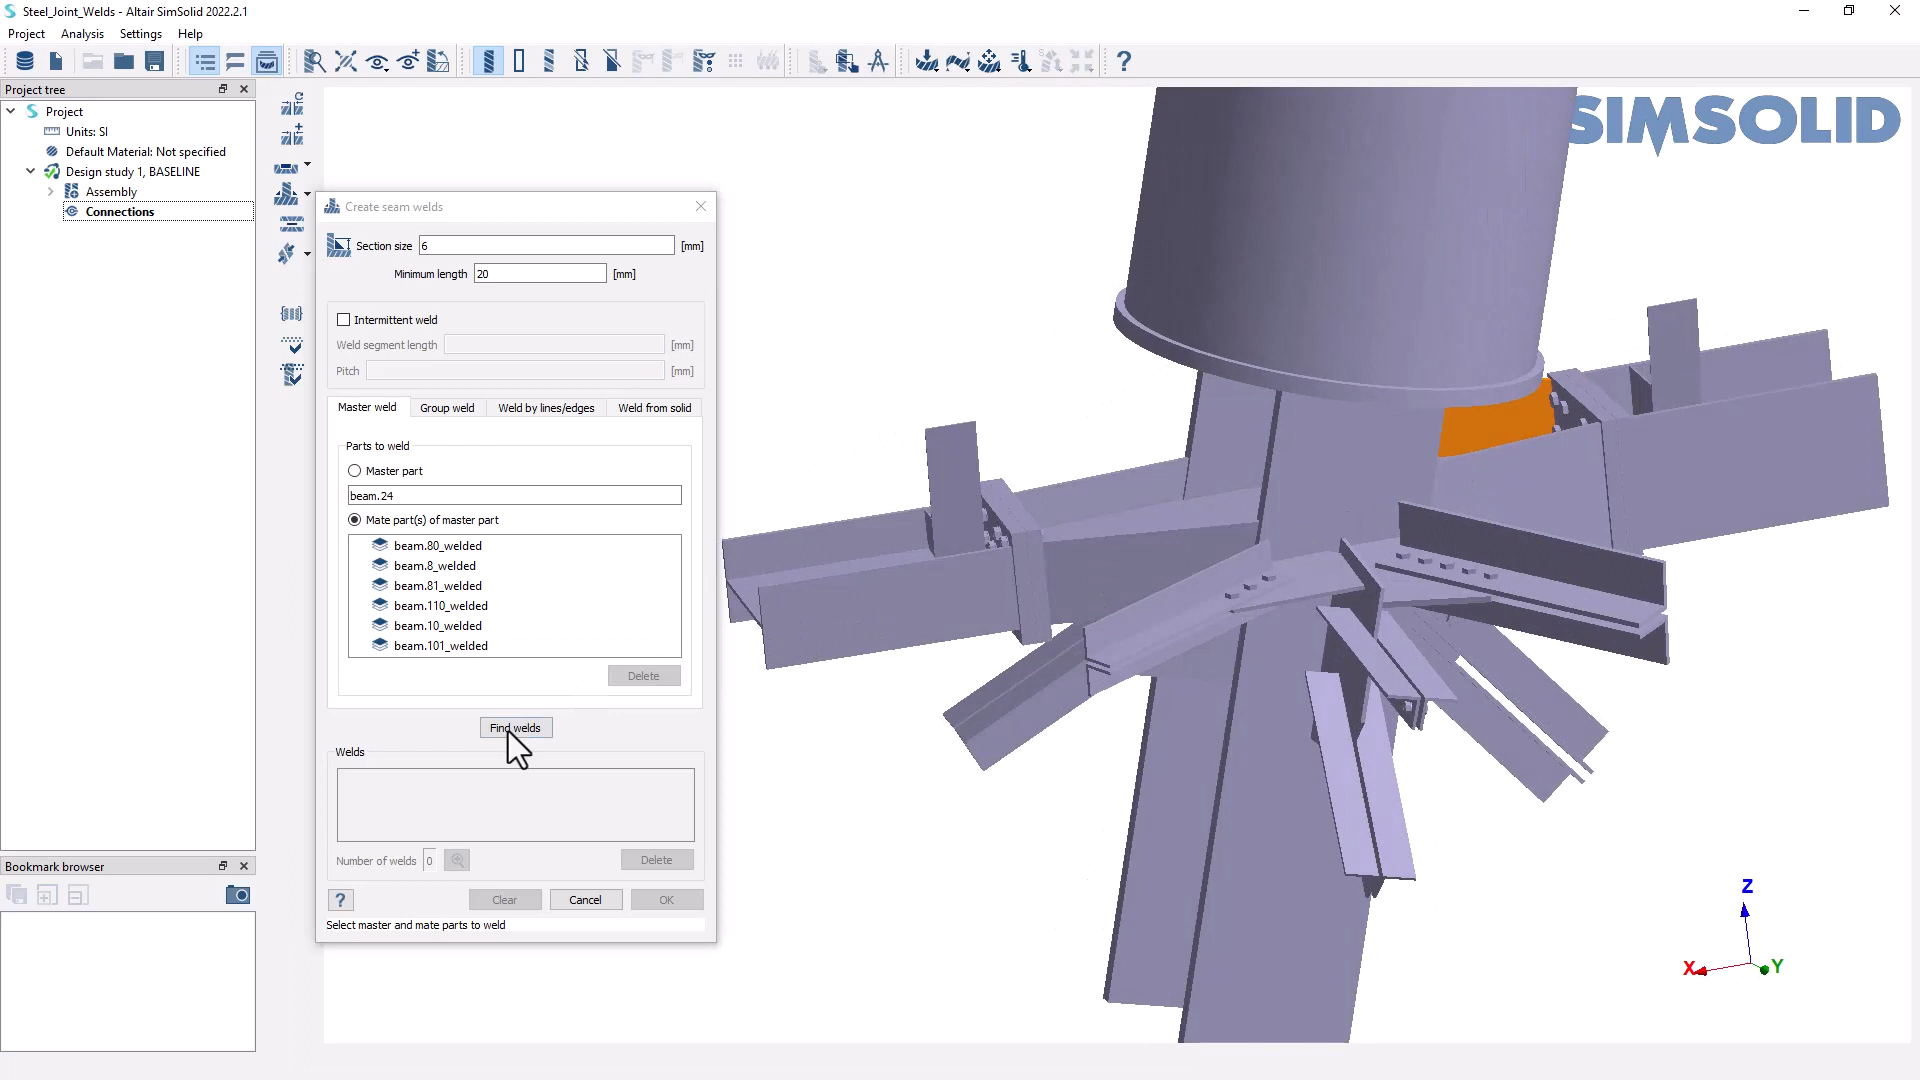 Steel_Joint_Welds - Altair SimSolid 2022.2.1
Project Analysis Settings Help
Project tree
Project
Units: SI
Default Material: Not specified
Design study 1, BASELINE
Assembly
Connections
Create seam welds
Section size 6 [mm]
Minimum length 20 [mm]
Intermittent weld
Weld segment length [mm]
Pitch [mm]
Master weld Group weld Weld by lines/edges Weld from solid
Parts to weld
Master part
beam.24
Mate part(s) of master part
beam.80_welded
beam.8_welded
beam.81_welded
beam.110_welded
beam.10_welded
beam.101_welded
Delete
Find welds
Welds
Number of welds 0 Delete
? Clear Cancel OK
Select master and mate parts to weld
Bookmark browser
SIMSOLID
Z
X
Y